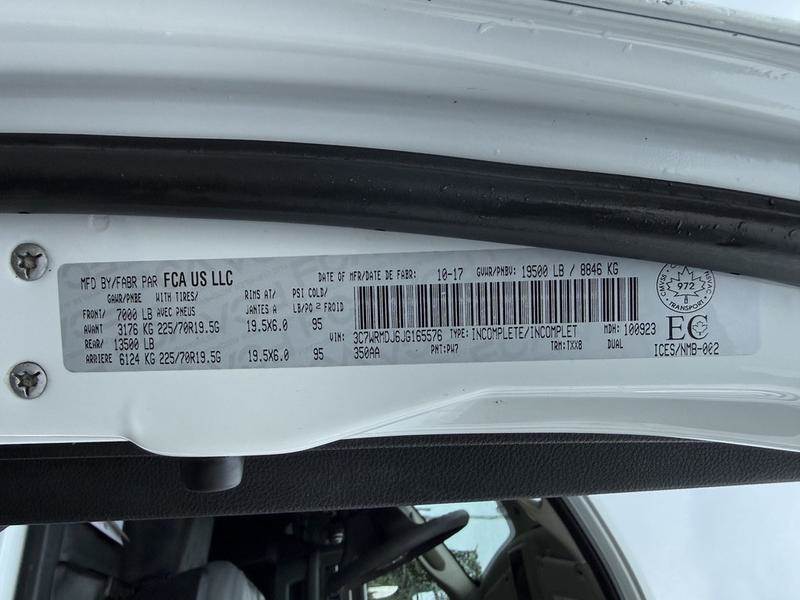 MFD BY/FABR PAR FCA US LLC DATE OF MFR/DATE DE FABR: 10-17 GVWR/PNBV: 19500 LB / 8846 KG
GAWR/PNBE WITH TIRES/ RIMS AT/ PSI COLD/
FRONT/ 7000 LB AVEC PNEUS JANTES A LB/PO 2 FROID
AVANT 3176 KG 225/70R19.5G 19.5X6.0 95
REAR/ 13500 LB
ARRIERE 6124 KG 225/70R19.5G 19.5X6.0 95
VIN: 3C7WRMDJ6JG165576 TYPE: INCOMPLETE/INCOMPLET MDH: 100923
350AA PNT: PW7 TRM: TXX8 DUAL
972
EC
ICES/NMB-002